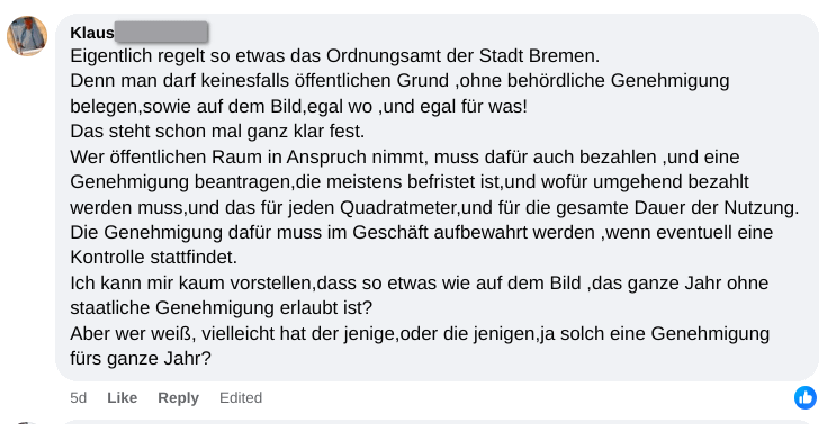 Klaus
Eigentlich regelt so etwas das Ordnungsamt der Stadt Bremen.
Denn man darf keinesfalls öffentlichen Grund ,ohne behördliche Genehmigung
belegen,sowie auf dem Bild,egal wo ,und egal für was!
Das steht schon mal ganz klar fest.
Wer öffentlichen Raum in Anspruch nimmt, muss dafür auch bezahlen ,und eine
Genehmigung beantragen,die meistens befristet ist,und wofür umgehend bezahlt
werden muss,und das für jeden Quadratmeter,und für die gesamte Dauer der Nutzung.
Die Genehmigung dafür muss im Geschäft aufbewahrt werden ,wenn eventuell eine
Kontrolle stattfindet.
Ich kann mir kaum vorstellen,dass so etwas wie auf dem Bild ,das ganze Jahr ohne
staatliche Genehmigung erlaubt ist?
Aber wer weiß, vielleicht hat der jenige,oder die jenigen,ja solch eine Genehmigung
fürs ganze Jahr?
5d Like Reply Edited